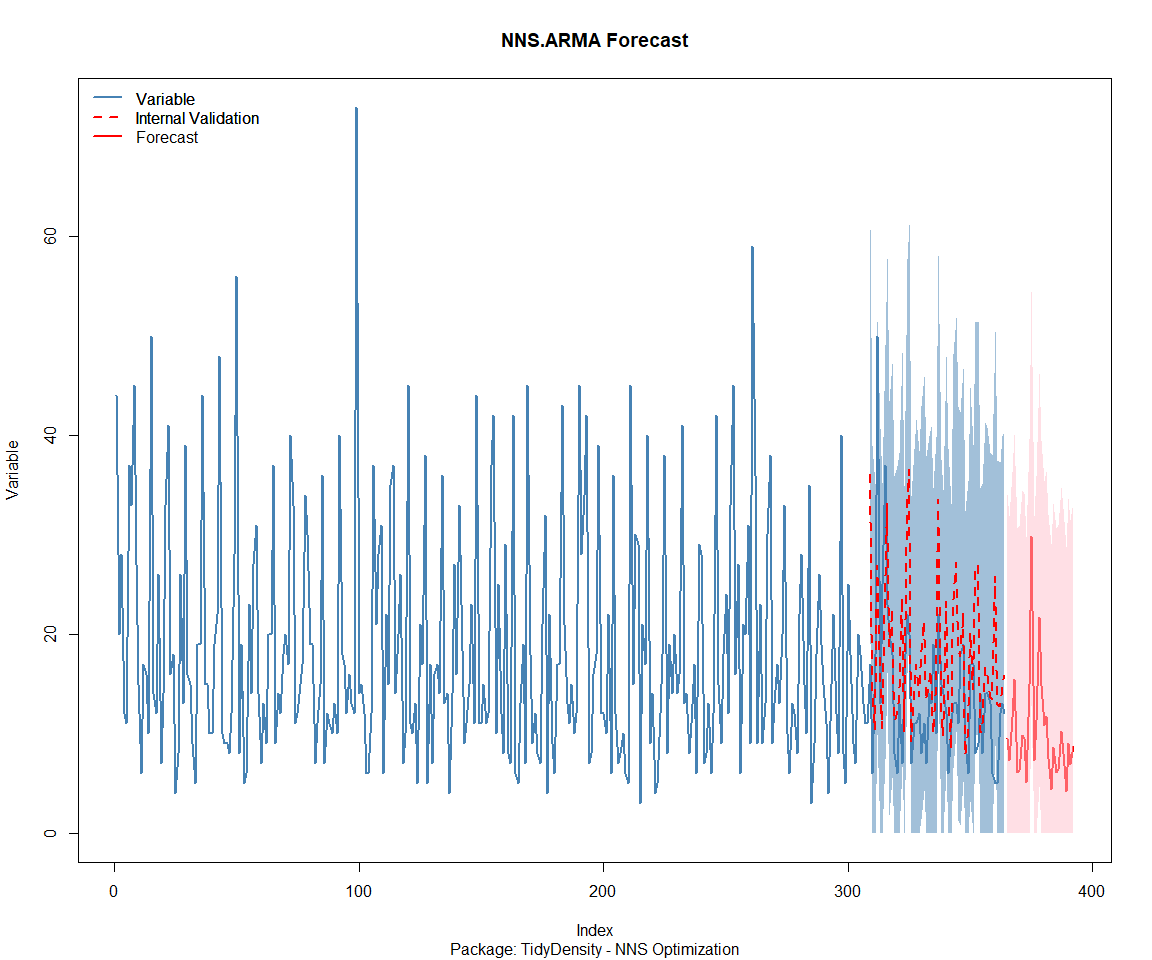 NNS.ARMA Forecast
Variable
Internal Validation
Forecast
Variable
60
40
20
0
0
100
200
300
400
Index
Package: TidyDensity - NNS Optimization